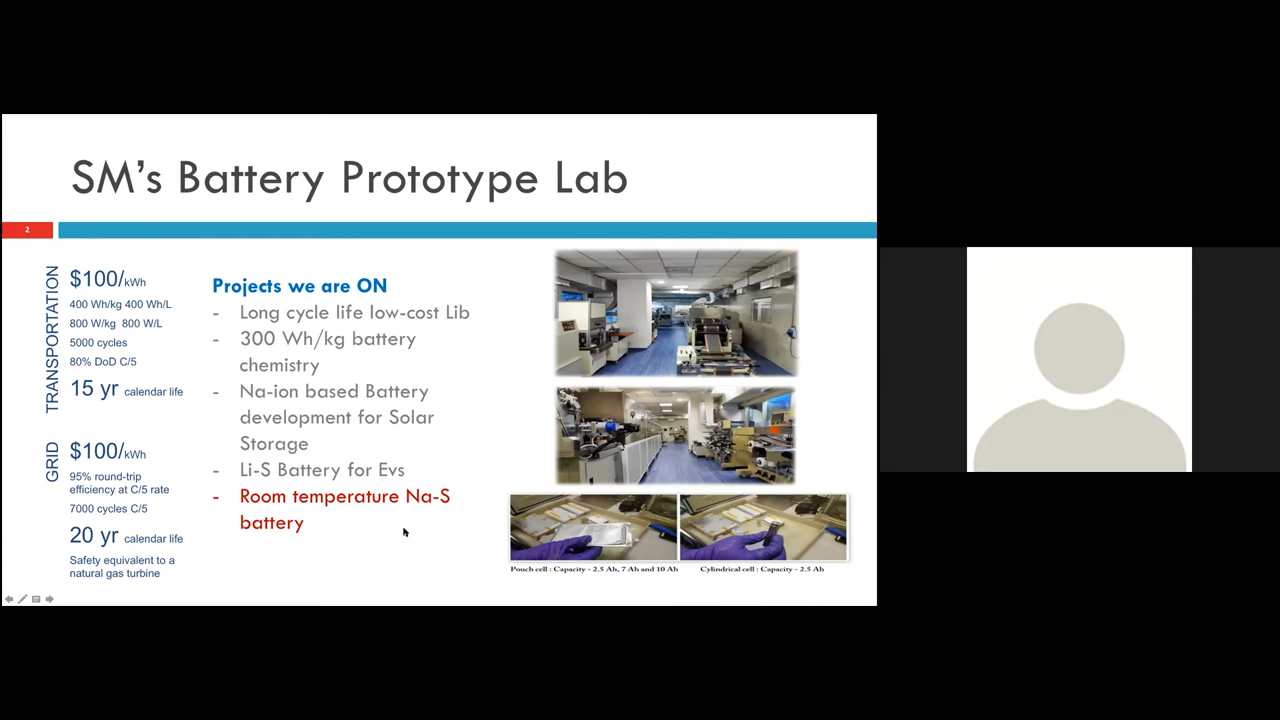 SM's Battery Prototype Lab
2
TRANSPORTATION
$100/kWh
400 Wh/kg 400 Wh/L
800 W/kg 800 W/L
5000 cycles
80% DoD C/5
15 yr calendar life
GRID
$100/kWh
95% round-trip
efficiency at C/5 rate
7000 cycles C/5
20 yr calendar life
Safety equivalent to a
natural gas turbine
Projects we are ON
- Long cycle life low-cost Lib
- 300 Wh/kg battery
chemistry
- Na-ion based Battery
development for Solar
Storage
- Li-S Battery for Evs
- Room temperature Na-S
battery
Pouch cell : Capacity - 2.5 Ah, 7 Ah and 10 Ah
Cylindrical cell : Capacity - 2.5 Ah